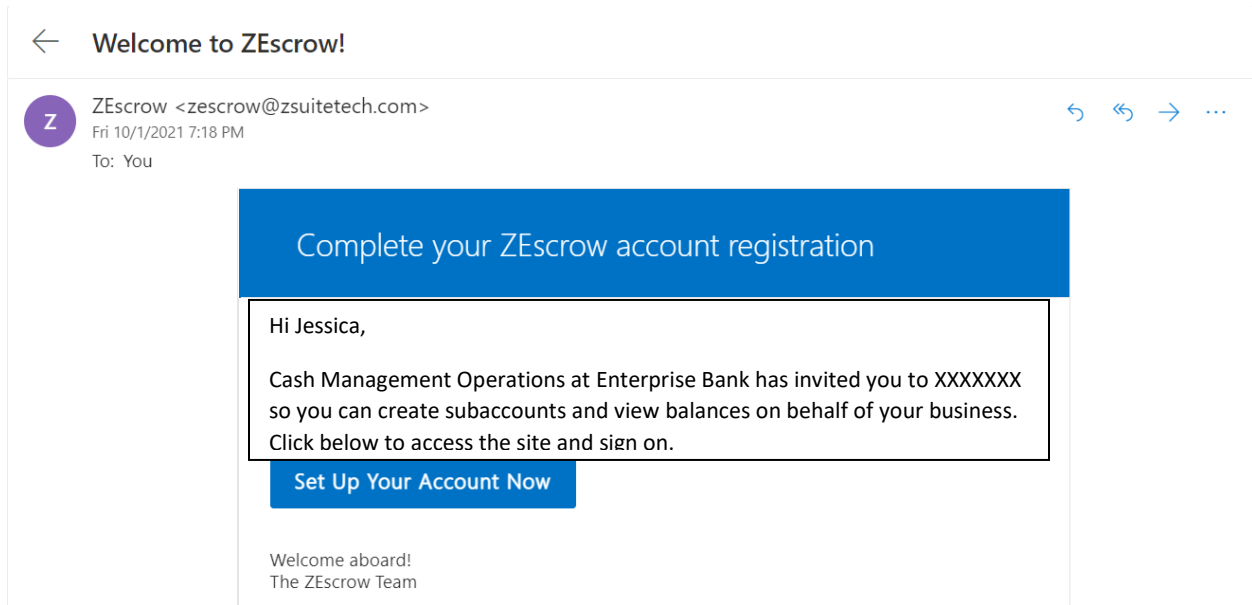 Welcome to ZEscrow!
Z
ZEscrow <zescrow@zsuitetech.com>
Fri 10/1/2021 7:18 PM
To: You
Complete your ZEscrow account registration
Hi Jessica,
Cash Management Operations at Enterprise Bank has invited you to XXXXXXX
so you can create subaccounts and view balances on behalf of your business.
Click below to access the site and sign on.
Set Up Your Account Now
Welcome aboard!
The ZEscrow Team